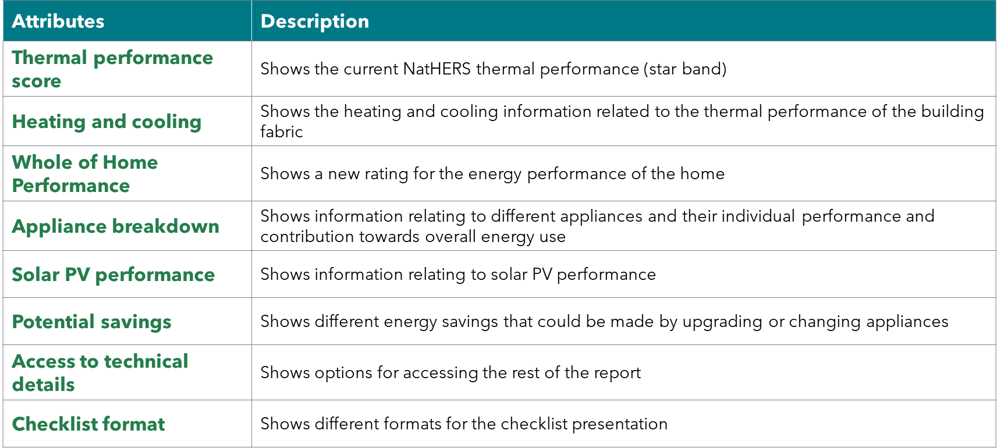 Attributes
Description
Thermal performance
score
Shows the current NatHERS thermal performance (star band)
Heating and cooling
Shows the heating and cooling information related to the thermal performance of the building
fabric
Whole of Home
Performance
Shows a new rating for the energy performance of the home
Appliance breakdown
Shows information relating to different appliances and their individual performance and
contribution towards overall energy use
Solar PV performance
Shows information relating to solar PV performance
Potential savings
Shows different energy savings that could be made by upgrading or changing appliances
Access to technical
details
Shows options for accessing the rest of the report
Checklist format
Shows different formats for the checklist presentation